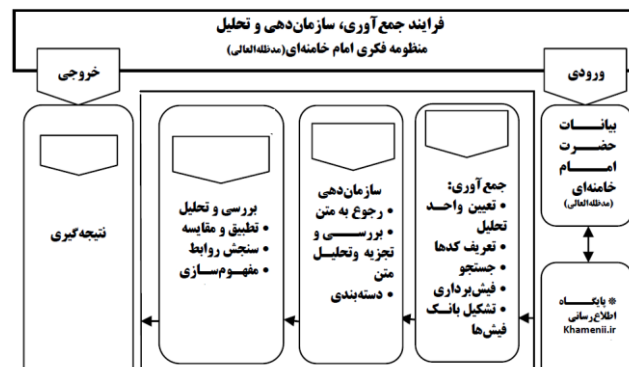 فرایند جمع‌آوری، سازمان‌دهی و تحلیل
منظومه فکری امام خامنه‌ای(مدظله‌العالی)
ورودی
خروجی
بیانات
حضرت
امام
خامنه‌ای
(مدظله‌العالی)
※ پایگاه
اطلاع‌رسانی
Khamenii.ir
جمع‌آوری:
• تعیین واحد
تحلیل
• تعریف کدها
• جستجو
• فیش‌برداری
• تشکیل بانک
فیش‌ها
سازمان‌دهی
• رجوع به متن
• بررسی و
تجزیه وتحلیل
متن
• دسته‌بندی
بررسی و تحلیل
• تطبیق و مقایسه
• سنجش روابط
• مفهوم‌سازی
نتیجه‌گیری